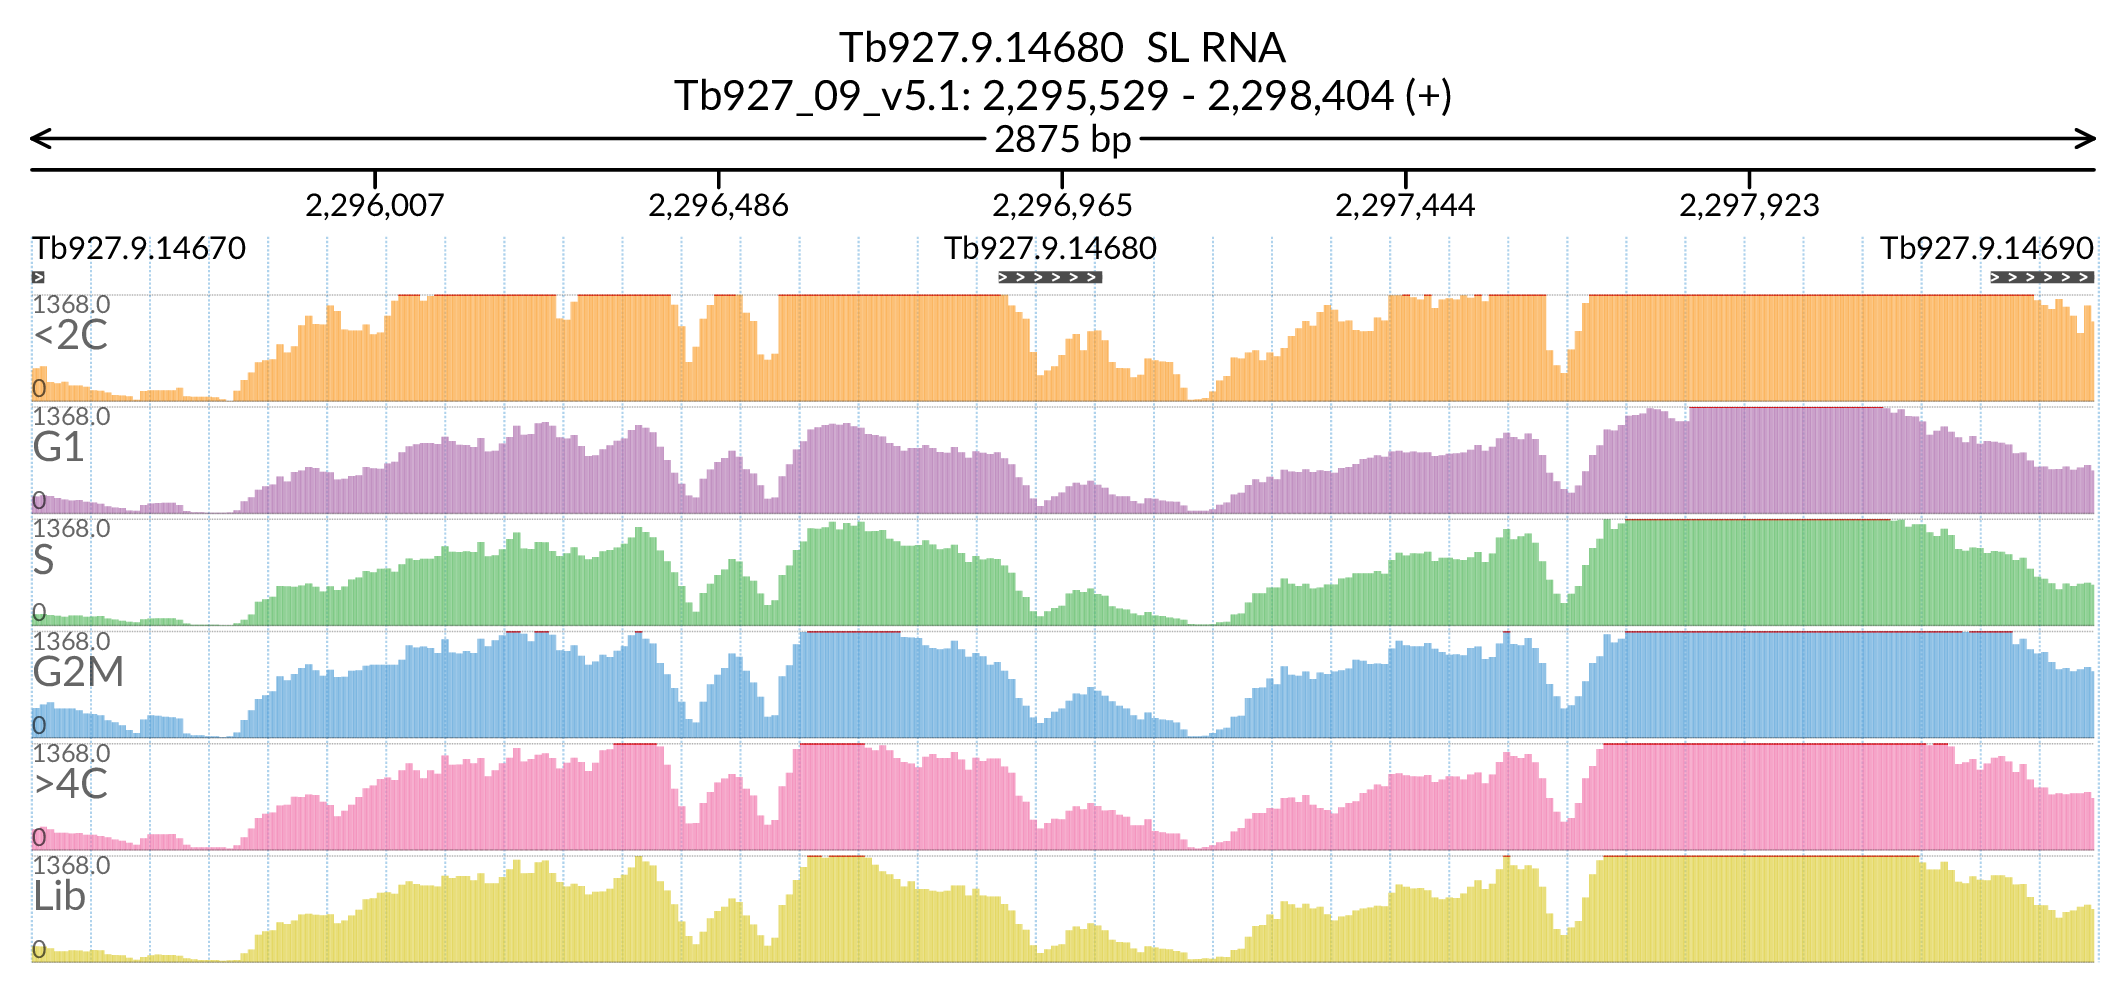 Tb927.9.14680  SL RNA
Tb927_09_v5.1: 2,295,529 - 2,298,404 (+)
2875 bp
2,296,007 2,296,486 2,296,965 2,297,444 2,297,923
Tb927.9.14670 Tb927.9.14680 Tb927.9.14690
1368.0
<2C
0
1368.0
G1
0
1368.0
S
0
1368.0
G2M
0
1368.0
>4C
0
1368.0
Lib
0